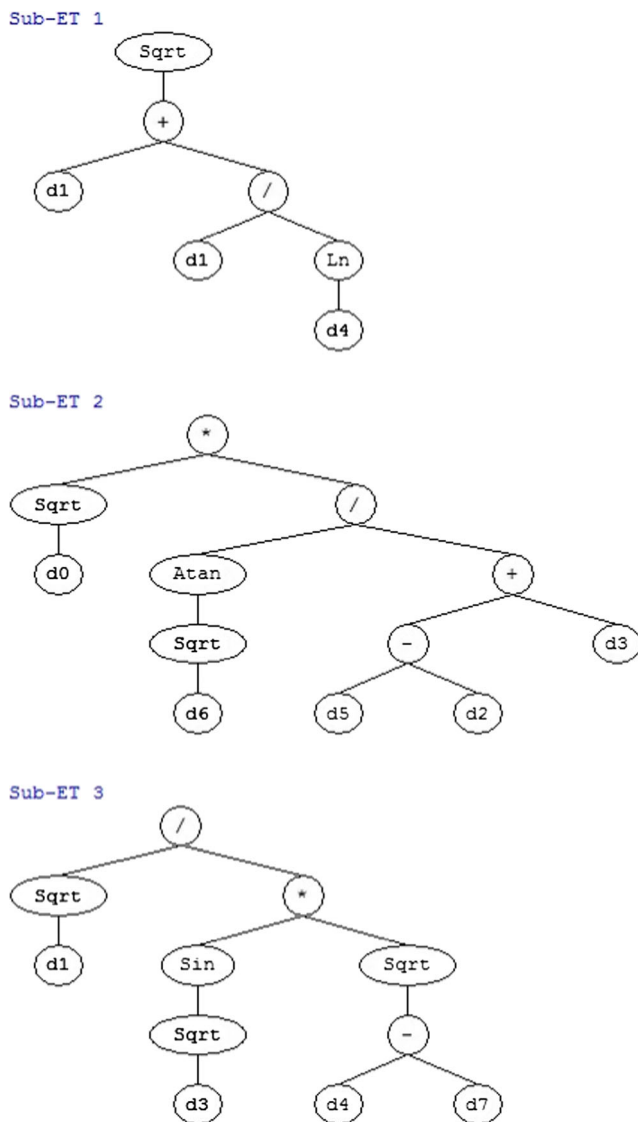 Sub-ET 1
Sqrt
+
d1 /
d1 Ln
d4
Sub-ET 2
*
Sqrt /
d0 Atan +
Sqrt - d3
d6 d5 d2
Sub-ET 3
/
Sqrt *
d1 Sin Sqrt
Sqrt -
d3 d4 d7